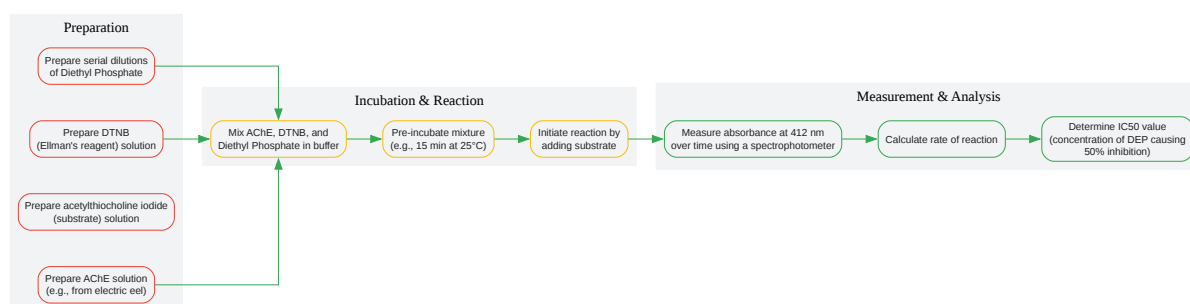 Preparation
Prepare serial dilutions
of Diethyl Phosphate
Prepare DTNB
(Ellman's reagent) solution
Prepare acetylthiocholine iodide
(substrate) solution
Prepare AChE solution
(e.g., from electric eel)
Incubation & Reaction
Mix AChE, DTNB, and
Diethyl Phosphate in buffer
Pre-incubate mixture
(e.g., 15 min at 25°C)
Initiate reaction by
adding substrate
Measurement & Analysis
Measure absorbance at 412 nm
over time using a spectrophotometer
Calculate rate of reaction
Determine IC50 value
(concentration of DEP causing
50% inhibition)